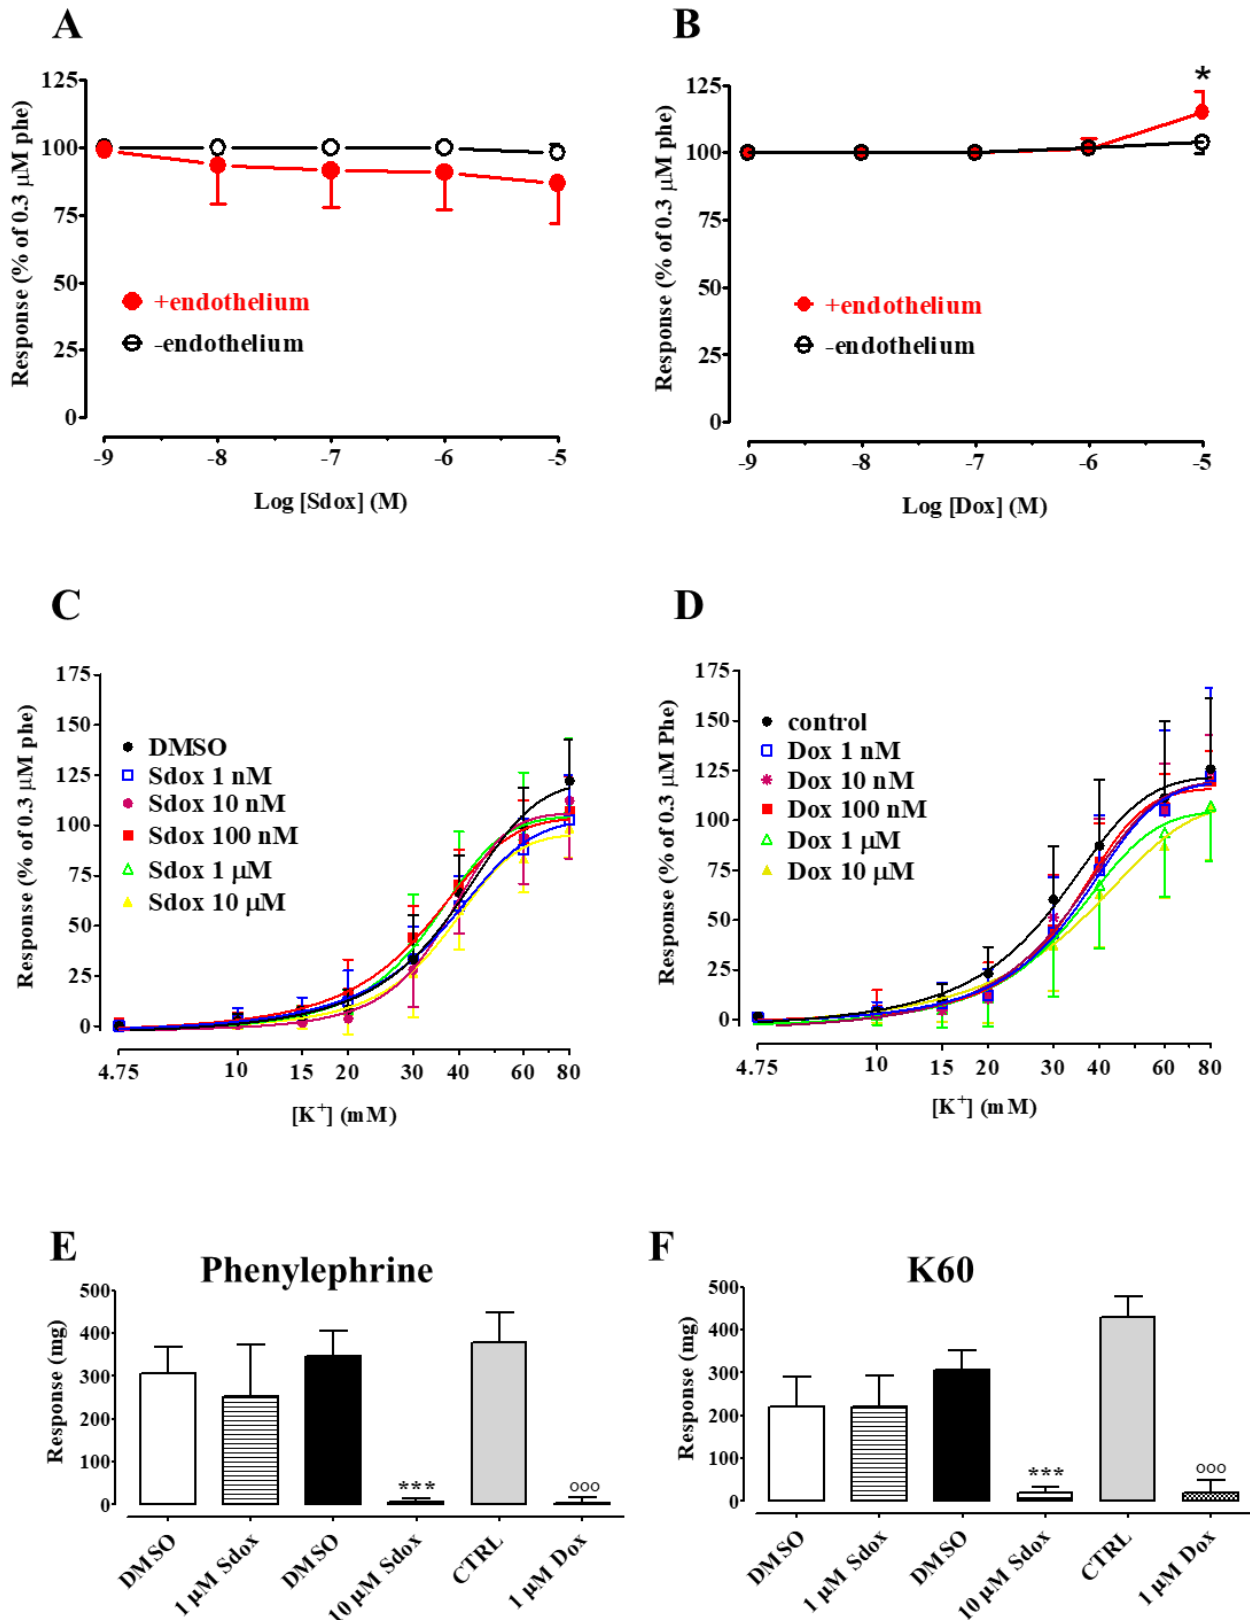 A
Response (% of 0.3 µM phe)
125
100
75
50
25
0
+endothelium
-endothelium
-9 -8 -7 -6 -5
Log [Sdox] (M)
B
Response (% of 0.3 µM phe)
125
100
75
50
25
0
*
+endothelium
-endothelium
-9 -8 -7 -6 -5
Log [Dox] (M)
C
Response (% of 0.3 µM phe)
175
150
125
100
75
50
25
0
DMSO
Sdox 1 nM
Sdox 10 nM
Sdox 100 nM
Sdox 1 µM
Sdox 10 µM
4.75 10 15 20 30 40 60 80
[K⁺] (mM)
D
Response (% of 0.3 µM Phe)
175
150
125
100
75
50
25
0
control
Dox 1 nM
Dox 10 nM
Dox 100 nM
Dox 1 µM
Dox 10 µM
4.75 10 15 20 30 40 60 80
[K⁺] (mM)
E
Phenylephrine
Response (mg)
500
400
300
200
100
0
*** ooo
DMSO
1 µM Sdox
DMSO
10 µM Sdox
CTRL
1 µM Dox
F
K60
Response (mg)
500
400
300
200
100
0
*** ooo
DMSO
1 µM Sdox
DMSO
10 µM Sdox
CTRL
1 µM Dox